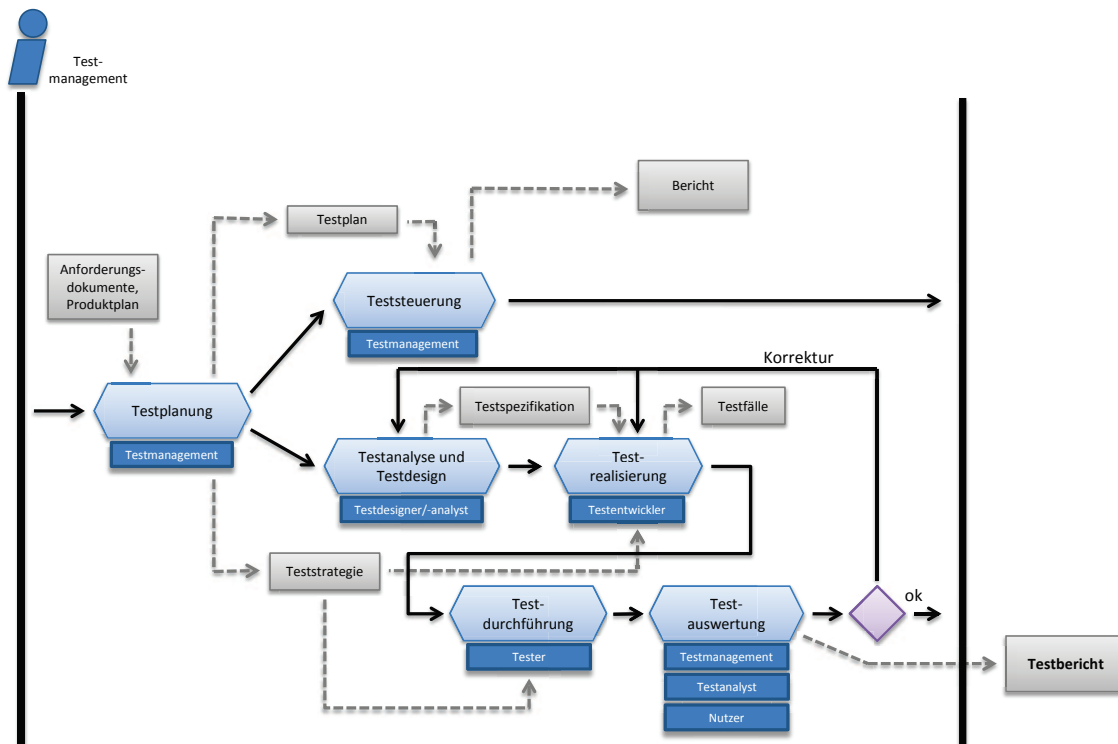 Test-
management
Bericht
Testplan
Anforderungs-
dokumente,
Produktplan
Teststeuerung
Testmanagement
Korrektur
Testplanung
Testmanagement
Testspezifikation
Testfälle
Testanalyse und
Testdesign
Testdesigner/-analyst
Test-
realisierung
Testentwickler
Teststrategie
Test-
durchführung
Tester
Test-
auswertung
Testmanagement
Testanalyst
Nutzer
ok
Testbericht